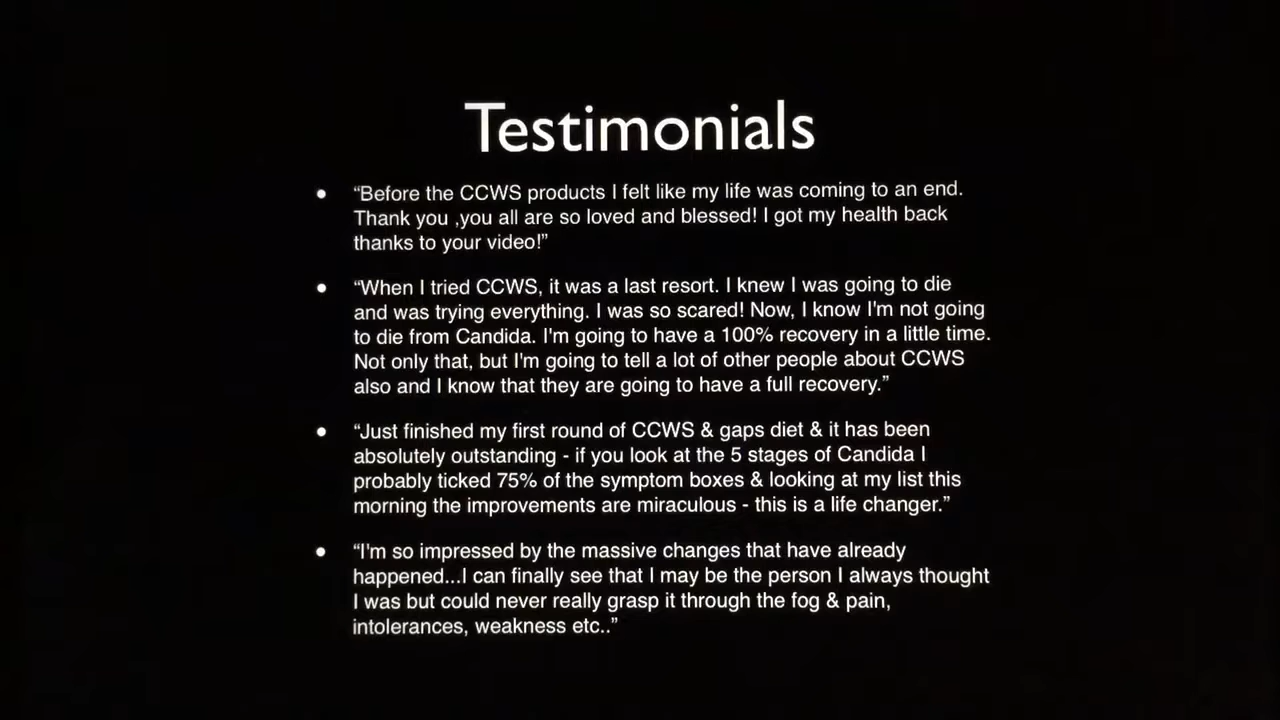 Testimonials
• “Before the CCWS products I felt like my life was coming to an end.
Thank you ,you all are so loved and blessed! I got my health back
thanks to your video!”
• “When I tried CCWS, it was a last resort. I knew I was going to die
and was trying everything. I was so scared! Now, I know I'm not going
to die from Candida. I'm going to have a 100% recovery in a little time.
Not only that, but I'm going to tell a lot of other people about CCWS
also and I know that they are going to have a full recovery.”
• “Just finished my first round of CCWS & gaps diet & it has been
absolutely outstanding - if you look at the 5 stages of Candida I
probably ticked 75% of the symptom boxes & looking at my list this
morning the improvements are miraculous - this is a life changer.”
• “I'm so impressed by the massive changes that have already
happened...I can finally see that I may be the person I always thought
I was but could never really grasp it through the fog & pain,
intolerances, weakness etc..”